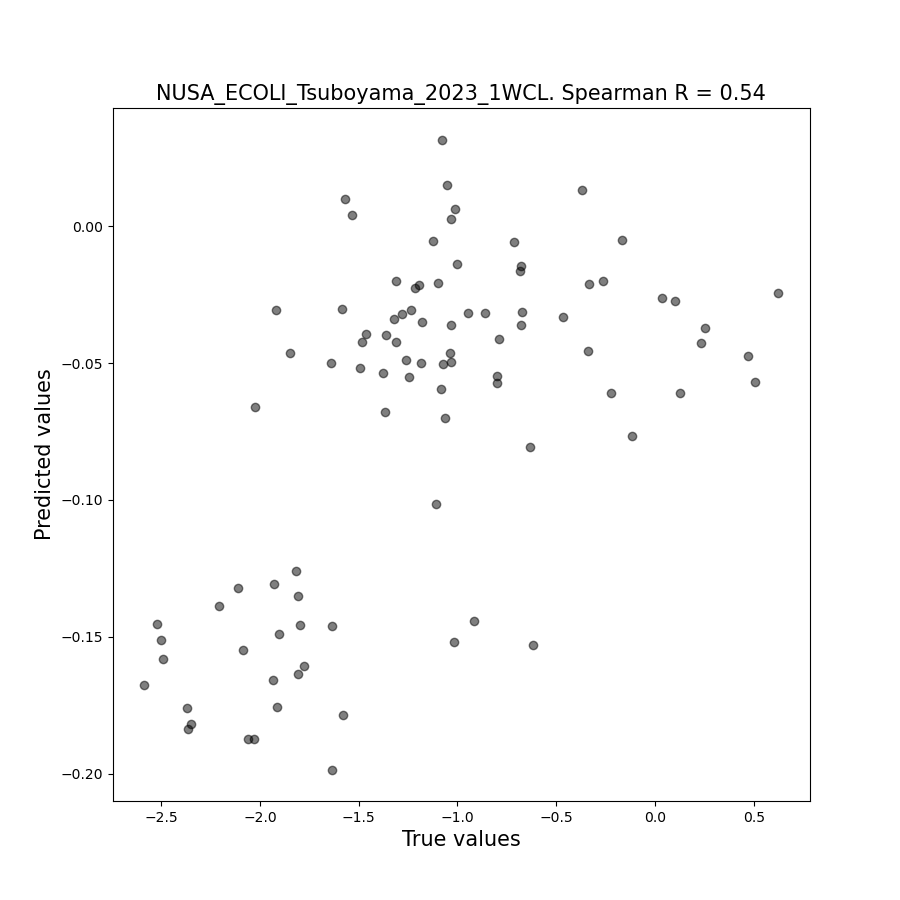 NUSA_ECOLI_Tsuboyama_2023_1WCL. Spearman R = 0.54
0.00
−0.05
−0.10
−0.15
−0.20
Predicted values
−2.5 −2.0 −1.5 −1.0 −0.5 0.0 0.5
True values